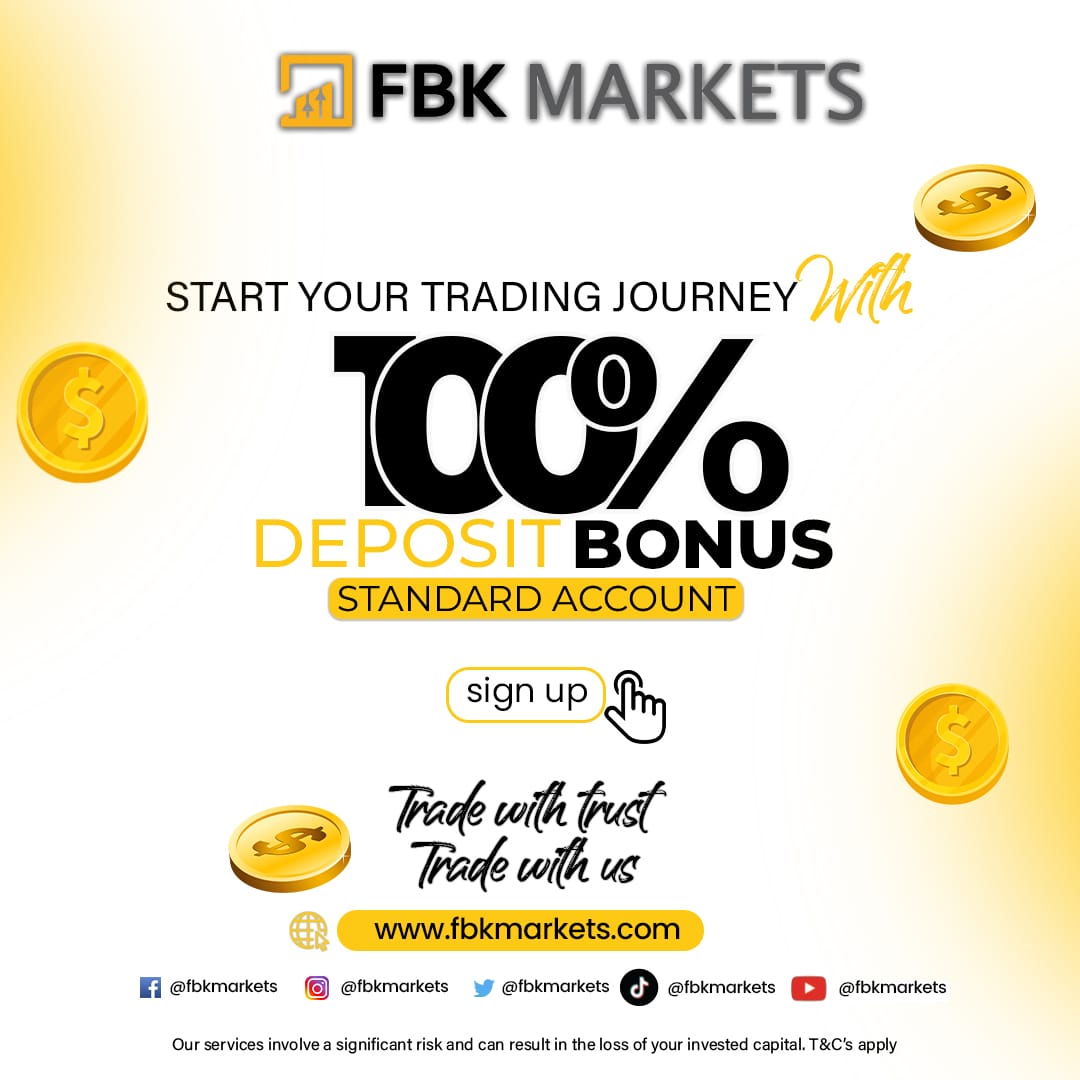 FBK MARKETS
START YOUR TRADING JOURNEY With
100%
DEPOSIT BONUS
STANDARD ACCOUNT
sign up
Trade with trust
Trade with us
www.fbkmarkets.com
@fbkmarkets @fbkmarkets @fbkmarkets @fbkmarkets @fbkmarkets
Our services involve a significant risk and can result in the loss of your invested capital. T&C's apply